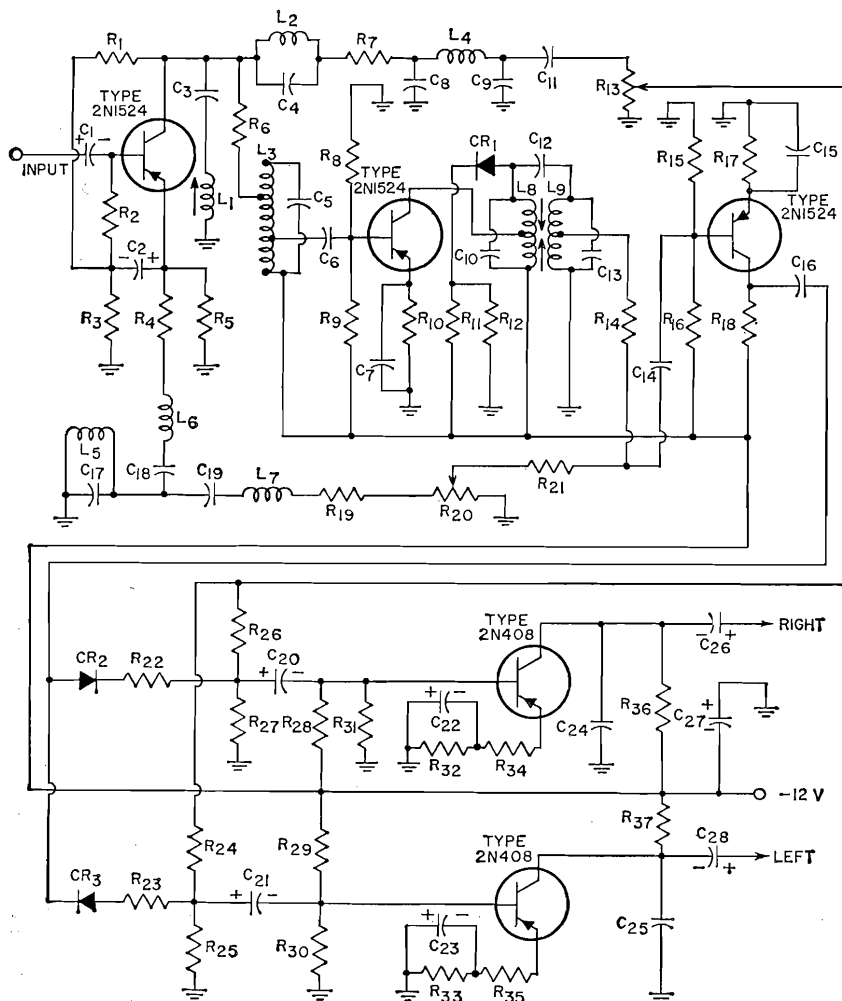 L2
R1
R7
L4
TYPE
2N1524
C3
C4
C8
C9
C11
R13
C1
+ −
R6
R8
CR1
C12
R15
R17
C15
INPUT
L3
TYPE
2N1524
L8 L9
TYPE
2N1524
R2
L1
C5
C6
C10
C13
C2
− +
C16
R3
R4
R5
R9
R10
R11
R12
R14
R16
R18
C7
C14
L6
L5
C17
C18
C19
L7
R19
R20
R21
TYPE
2N408
R26
RIGHT
− +
C26
CR2
R22
C20
+ −
R27
R28
R31
+ −
C22
C24
R36
C27
+
−
R32
R34
−12 V
R37
R24
R29
TYPE
2N408
C28
− +
LEFT
CR3
R23
C21
+ −
R25
R30
+ −
C23
C25
R33
R35